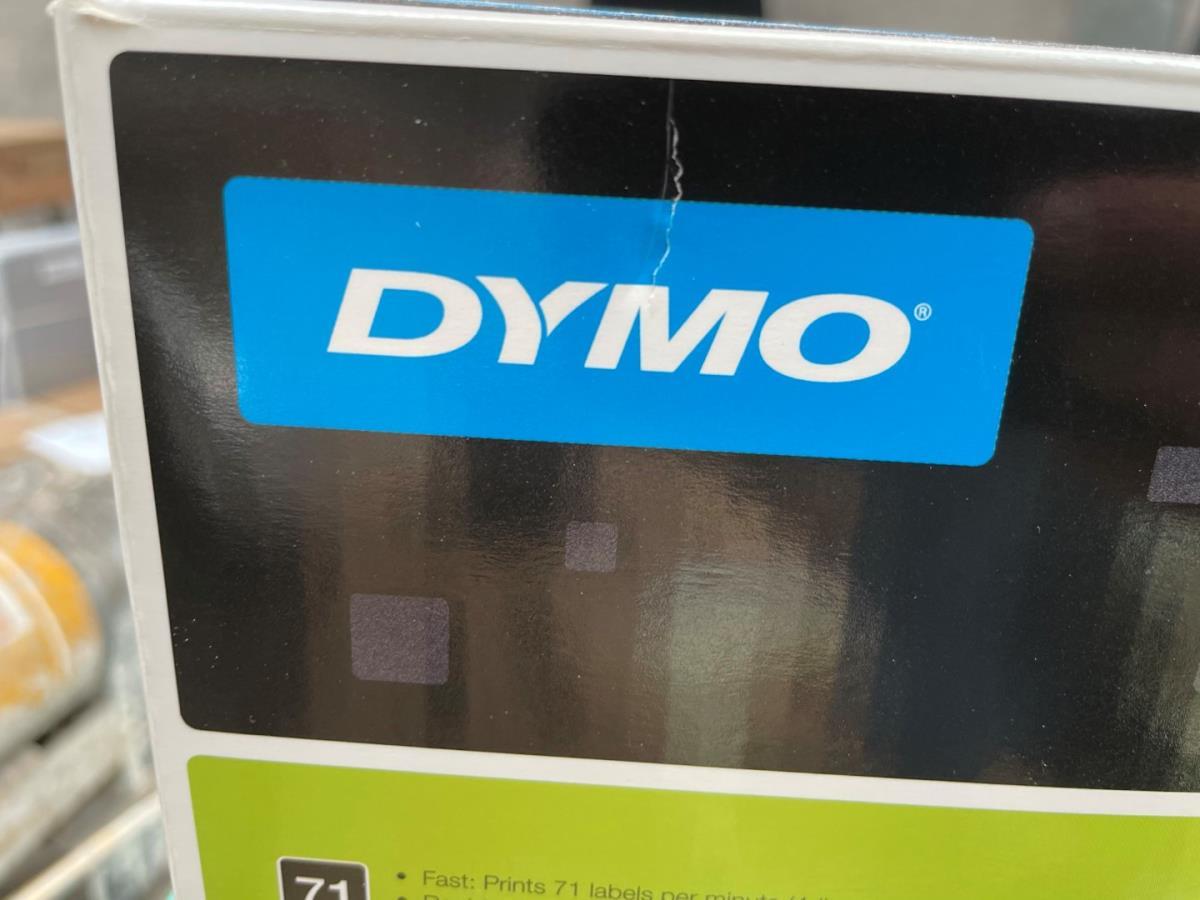 DYMO®
71
• Fast: Prints 71 labels per minute
•